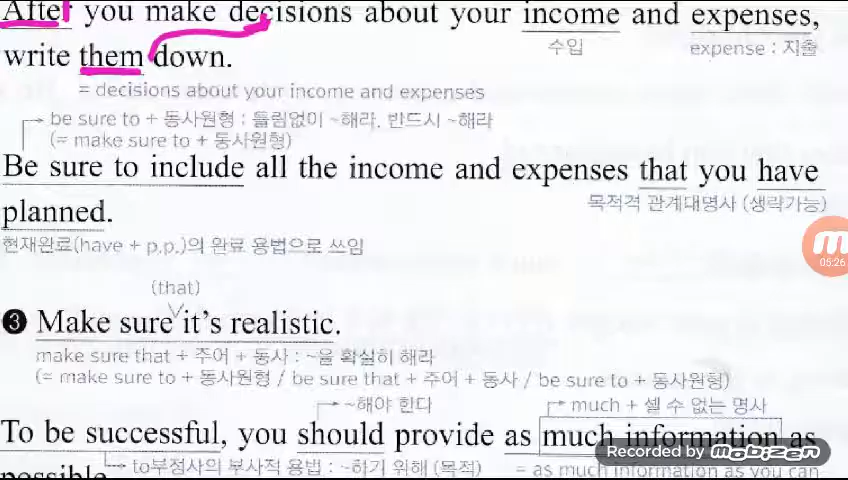 After you make decisions about your income and expenses,
수입
expense : 지출
write them down.
= decisions about your income and expenses
be sure to + 동사원형 : 틀림없이 ~해라, 반드시 ~해라
(= make sure to + 동사원형)
Be sure to include all the income and expenses that you have
목적격 관계대명사 (생략가능)
planned.
현재완료(have + p.p.)의 완료 용법으로 쓰임
(that)
❸ Make sure it's realistic.
make sure that + 주어 + 동사 : ~을 확실히 해라
(= make sure to + 동사원형 / be sure that + 주어 + 동사 / be sure to + 동사원형)
~해야 한다
much + 셀 수 없는 명사
To be successful, you should provide as much information as
possible
to부정사의 부사적 용법 : ~하기 위해 (목적)
= as much information as you can
05:26
Recorded by mobizen